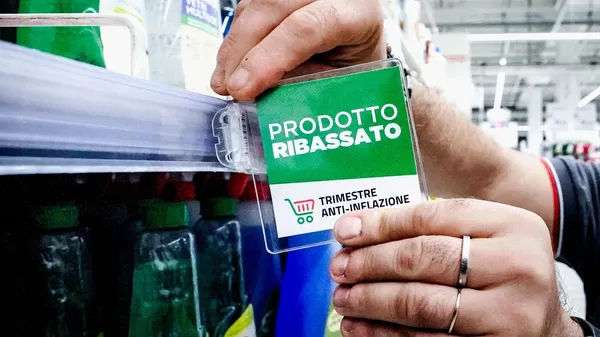 PRODOTTO
RIBASSATO
TRIMESTRE
ANTI-INFLAZIONE